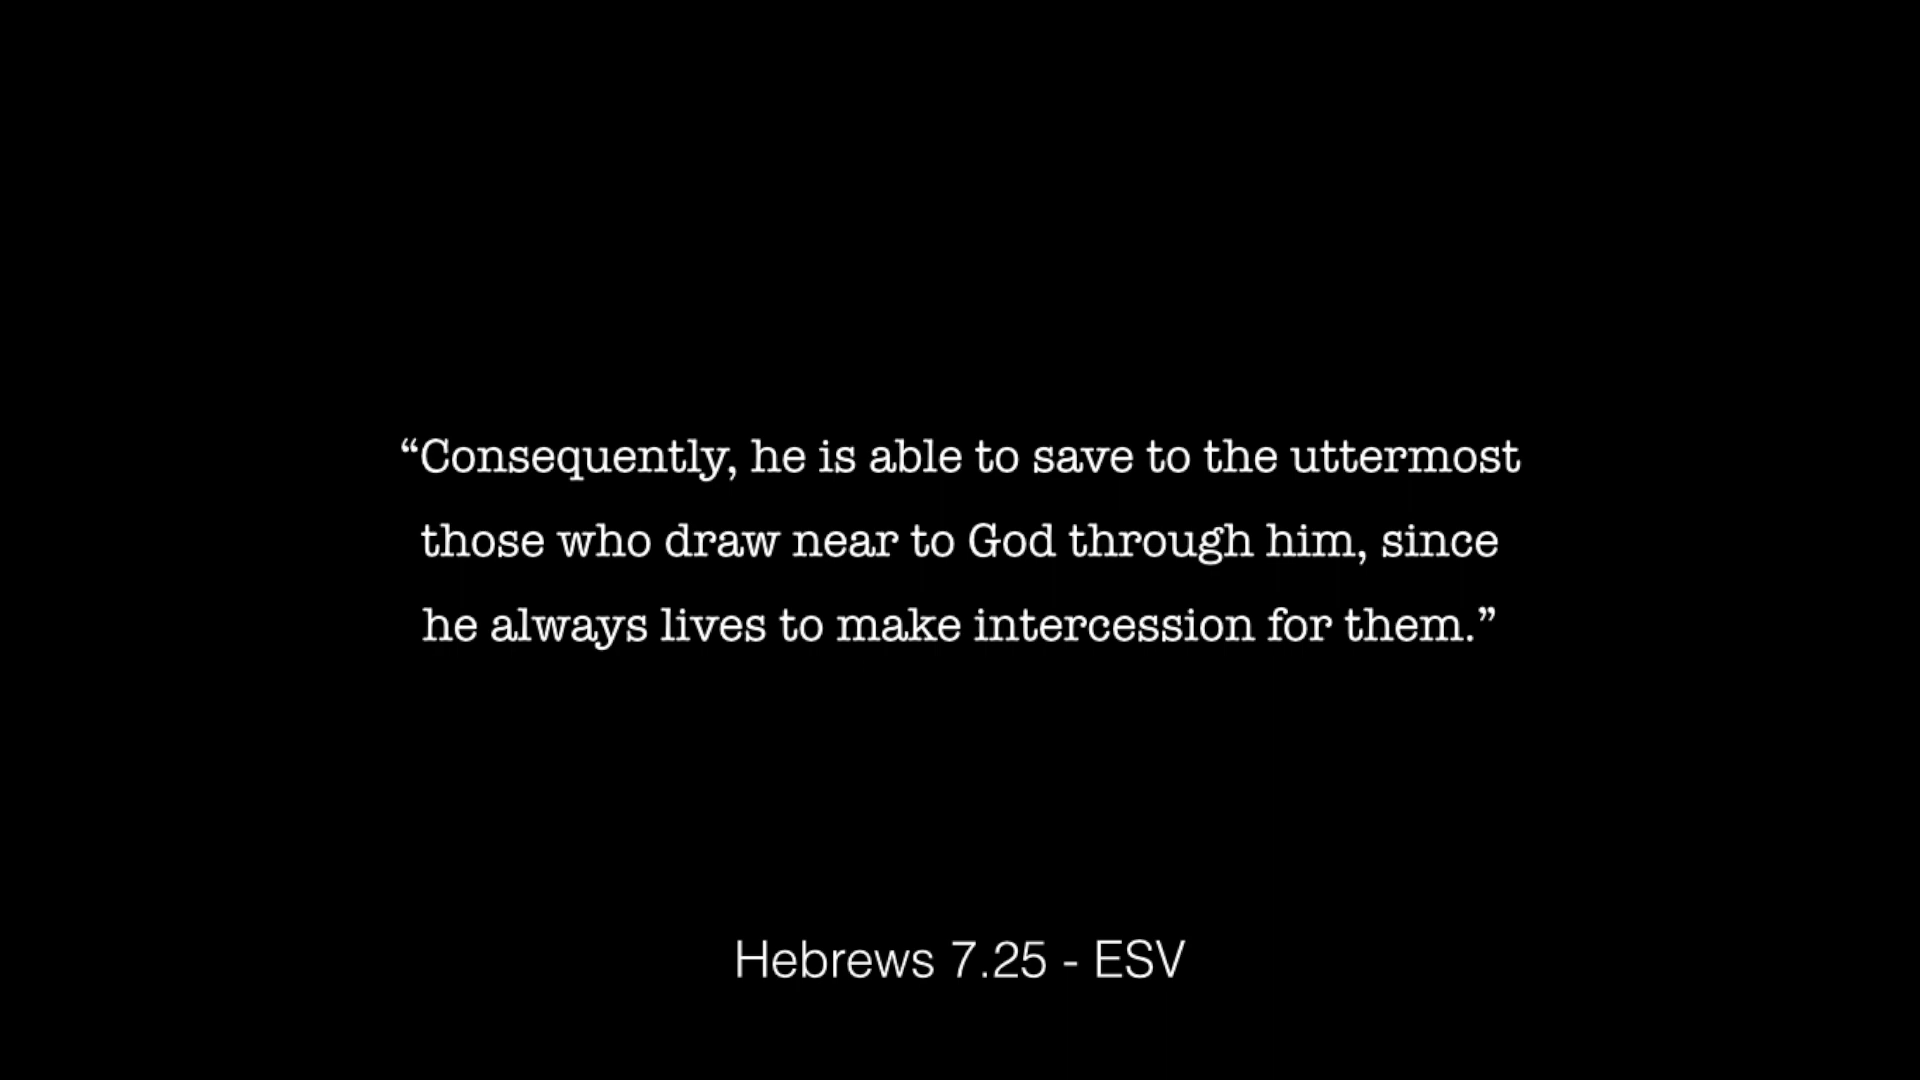 “Consequently, he is able to save to the uttermost
those who draw near to God through him, since
he always lives to make intercession for them.”
Hebrews 7.25 - ESV